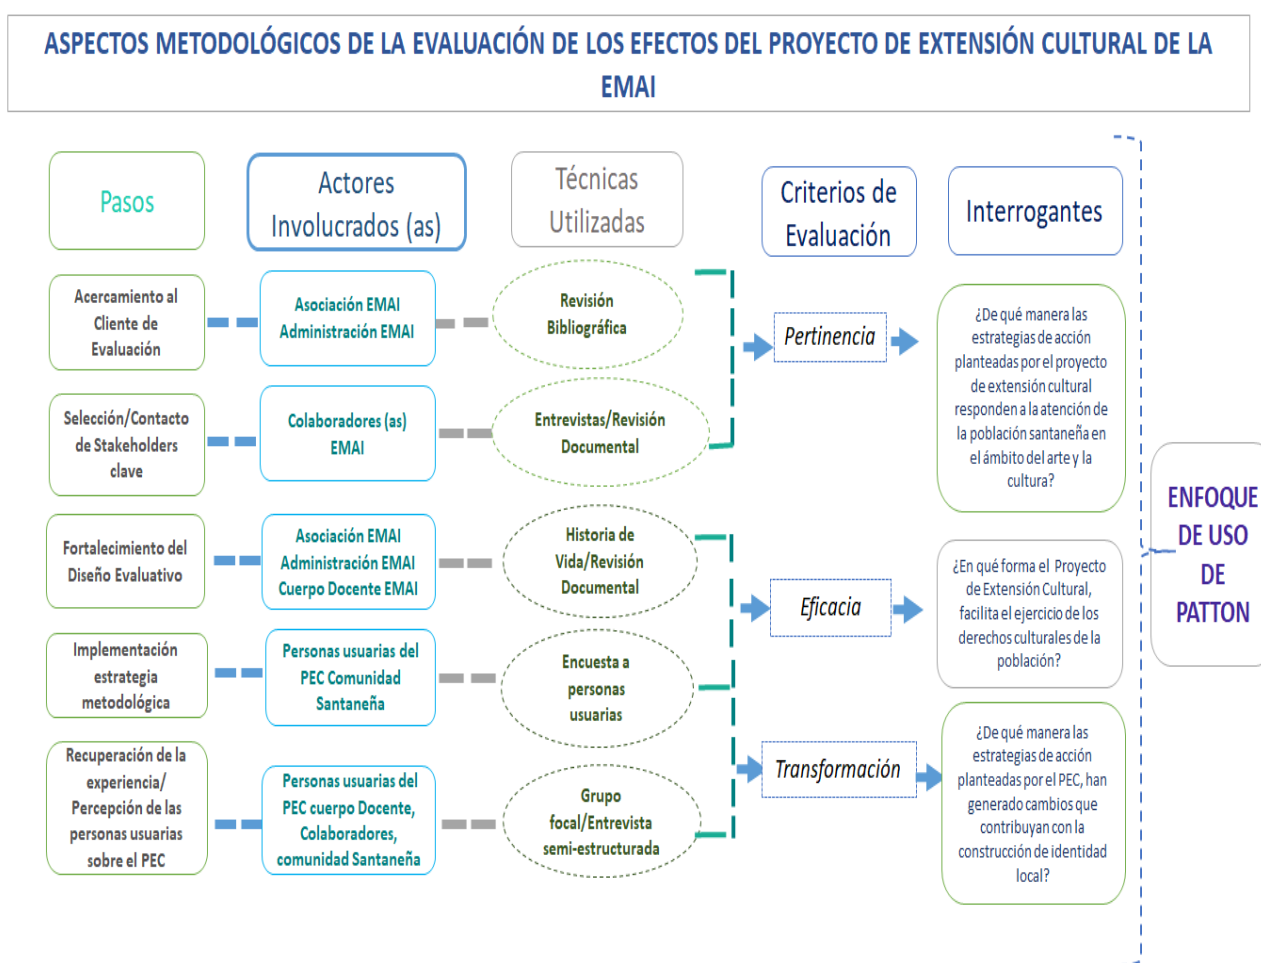 ASPECTOS METODOLÓGICOS DE LA EVALUACIÓN DE LOS EFECTOS DEL PROYECTO DE EXTENSIÓN CULTURAL DE LA
EMAI
Pasos
Actores
Involucrados (as)
Técnicas
Utilizadas
Criterios de
Evaluación
Interrogantes
Acercamiento al
Cliente de
Evaluación
Asociación EMAI
Administración EMAI
Revisión
Bibliográfica
Pertinencia
¿De qué manera las
estrategias de acción
planteadas por el proyecto
de extensión cultural
responden a la atención de
la población santaneña en
el ámbito del arte y la
cultura?
Selección/Contacto
de Stakeholders
clave
Colaboradores (as)
EMAI
Entrevistas/Revisión
Documental
Fortalecimiento del
Diseño Evaluativo
Asociación EMAI
Administración EMAI
Cuerpo Docente EMAI
Historia de
Vida/Revisión
Documental
Eficacia
¿En qué forma el Proyecto
de Extensión Cultural,
facilita el ejercicio de los
derechos culturales de la
población?
Implementación
estrategia
metodológica
Personas usuarias del
PEC Comunidad
Santaneña
Encuesta a
personas
usuarias
Recuperación de la
experiencia/
Percepción de las
personas usuarias
sobre el PEC
Personas usuarias del
PEC cuerpo Docente,
Colaboradores,
comunidad Santaneña
Grupo
focal/Entrevista
semi-estructurada
Transformación
¿De qué manera las
estrategias de acción
planteadas por el PEC, han
generado cambios que
contribuyan con la
construcción de identidad
local?
ENFOQUE
DE USO
DE
PATTON